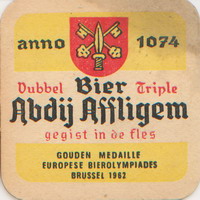 anno 1074
Dubbel Bier Triple
Abdij Affligem
gegist in de fles
GOUDEN MEDAILLE
EUROPESE BIEROLYMPIADES
BRUSSEL 1962